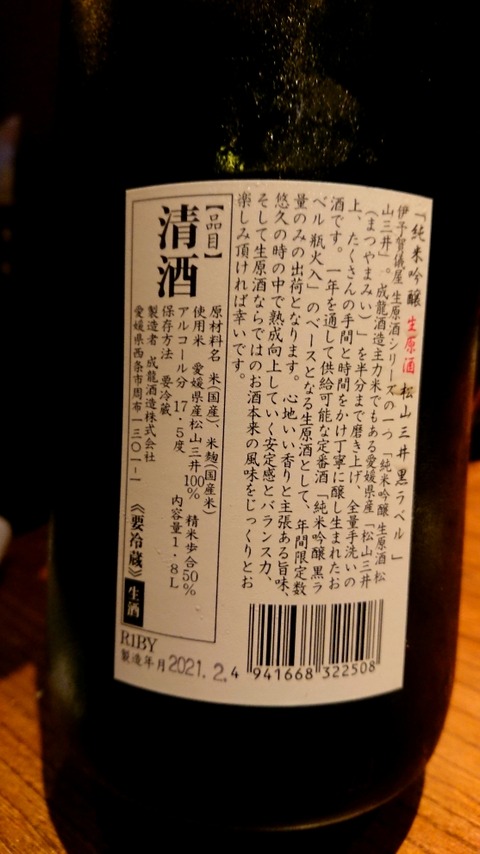 「純米吟醸 生原酒 松山三井 黒ラベル」
伊予賀儀屋 生原酒シリーズの一つ「純米吟醸 生原酒 松
山三井」。成龍酒造主力米でもある愛媛県産「松山三井
(まつやまみい)」を半分まで磨き上げ、全量手洗いの
上、たくさんの手間と時間をかけ丁寧に醸し生まれたお
酒です。一年を通して供給可能な定番酒「純米吟醸 黒ラ
ベル 瓶火入」のベースとなる生原酒として、年間限定数
量のみの出荷となります。心地いい香りと主張ある旨味、
悠久の時の中で熟成向上していく安定感とバランス力、
そして生原酒ならではのお酒本来の風味をじっくりとお
楽しみ頂ければ幸いです。
【品目】
清酒
原材料名 米(国産)、米麹(国産米)
使用米 愛媛県産松山三井100% 精米歩合50%
アルコール分 17.5度 内容量1.8L
保存方法 要冷蔵
製造者 成龍酒造株式会社
愛媛県西条市周布一三〇一-一 《要冷蔵》 生酒
R1BY
製造年月 2021. 2.
4 941668 322508